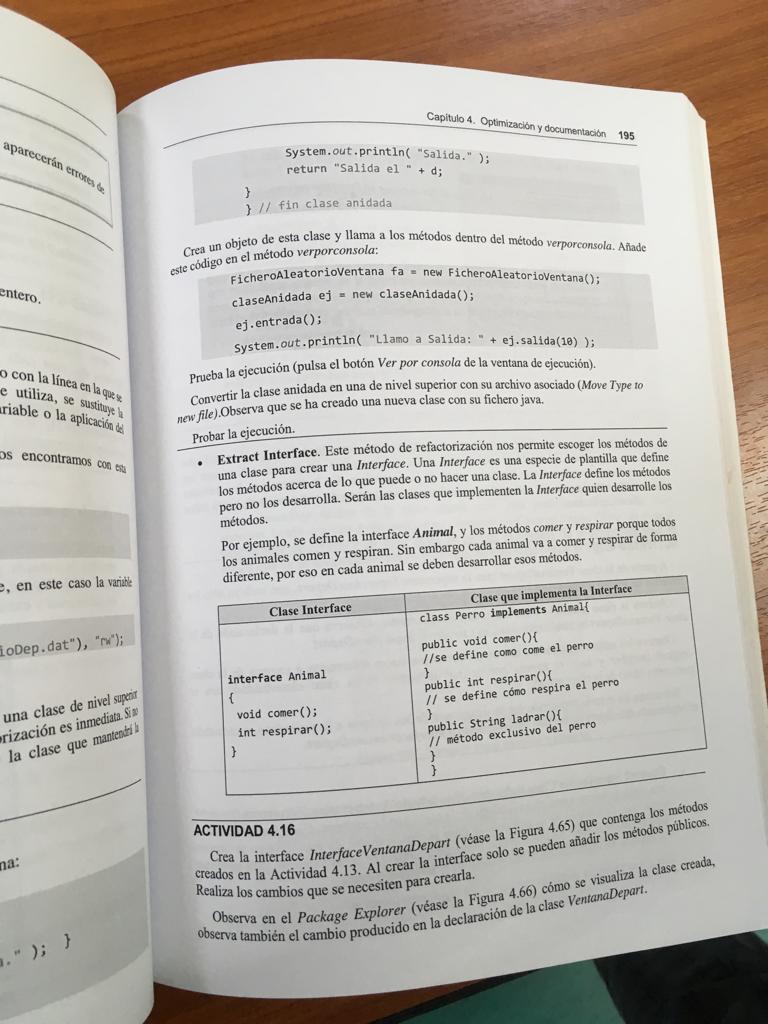 aparecerán errores de
entero.
o con la línea en la que se
e utiliza, se sustituye la
riable o la aplicación del
os encontramos con esta
e, en este caso la variable
ioDep.dat"), "rw");
una clase de nivel superior
orización es inmediata. Si no
la clase que mantendrá la
na:
." ); }
Capítulo 4. Optimización y documentación 195
System.out.println( "Salida." );
return "Salida el " + d;
}
} // fin clase anidada
Crea un objeto de esta clase y llama a los métodos dentro del método verporconsola. Añade
este código en el método verporconsola:
FicheroAleatorioVentana fa = new FicheroAleatorioVentana();
claseAnidada ej = new claseAnidada();
ej.entrada();
System.out.println( "Llamo a Salida: " + ej.salida(10) );
Prueba la ejecución (pulsa el botón Ver por consola de la ventana de ejecución).
Convertir la clase anidada en una de nivel superior con su archivo asociado (Move Type to
new file).Observa que se ha creado una nueva clase con su fichero java.
Probar la ejecución.
• Extract Interface. Este método de refactorización nos permite escoger los métodos de
una clase para crear una Interface. Una Interface es una especie de plantilla que define
los métodos acerca de lo que puede o no hacer una clase. La Interface define los métodos
pero no los desarrolla. Serán las clases que implementen la Interface quien desarrolle los
métodos.
Por ejemplo, se define la interface Animal, y los métodos comer y respirar porque todos
los animales comen y respiran. Sin embargo cada animal va a comer y respirar de forma
diferente, por eso en cada animal se deben desarrollar esos métodos.
Clase Interface
interface Animal
{
void comer();
int respirar();
}
Clase que implementa la Interface
class Perro implements Animal{
public void comer(){
//se define como come el perro
}
public int respirar(){
// se define cómo respira el perro
}
public String ladrar(){
// método exclusivo del perro
}
}
ACTIVIDAD 4.16
Crea la interface InterfaceVentanaDepart (véase la Figura 4.65) que contenga los métodos
creados en la Actividad 4.13. Al crear la interface solo se pueden añadir los métodos públicos.
Realiza los cambios que se necesiten para crearla.
Observa en el Package Explorer (véase la Figura 4.66) cómo se visualiza la clase creada,
observa también el cambio producido en la declaración de la clase VentanaDepart.